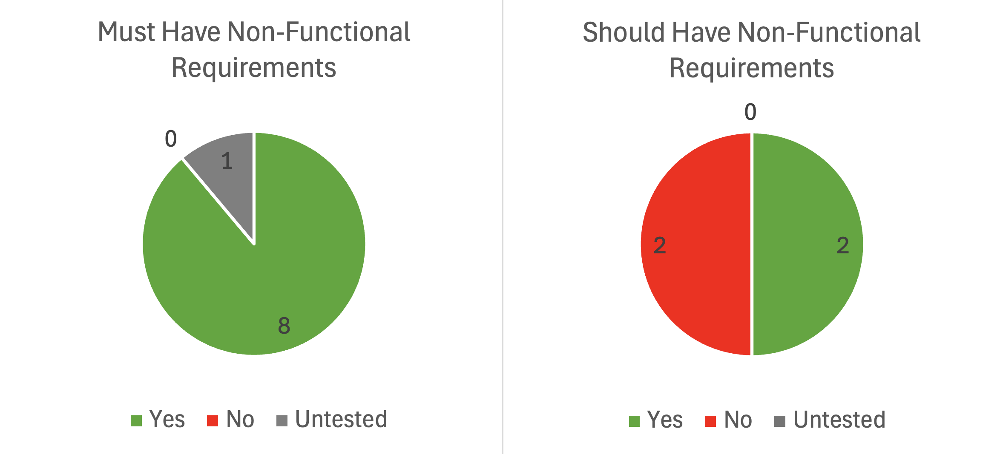 Must Have Non-Functional
Requirements
0
1
8
Yes No Untested
Should Have Non-Functional
Requirements
0
2
2
Yes No Untested